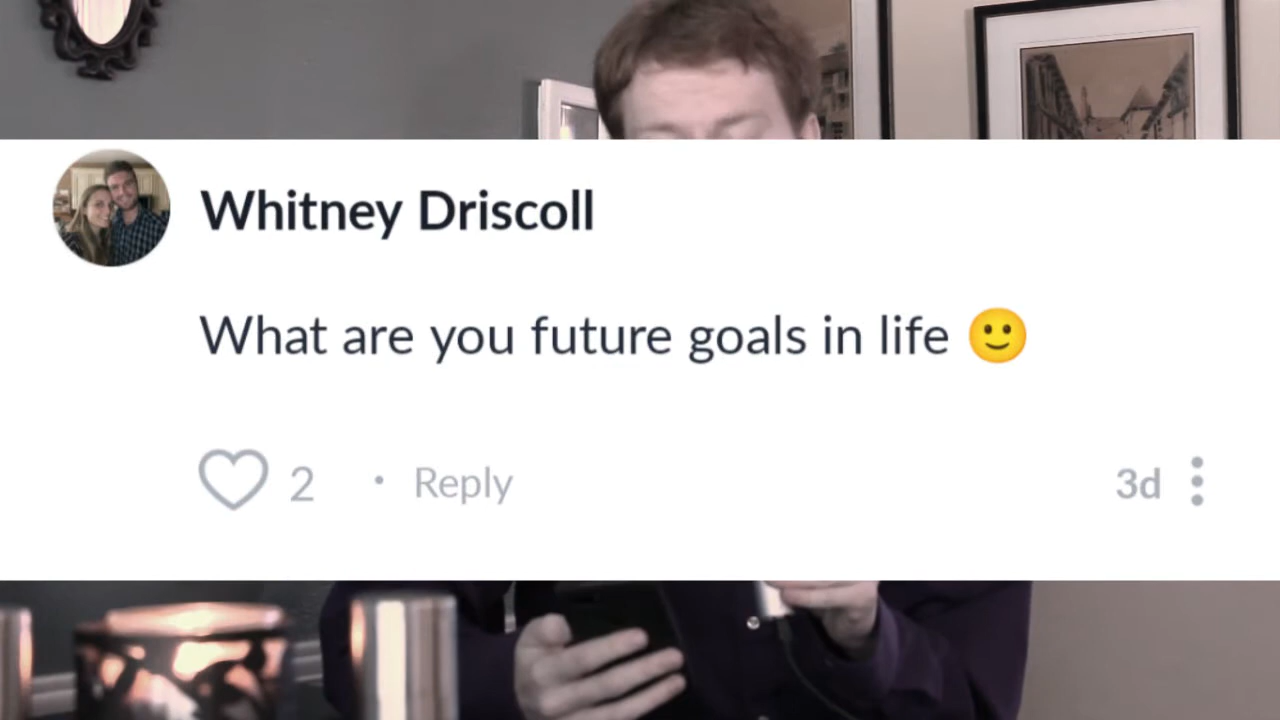 Whitney Driscoll
What are you future goals in life 🙂
2 • Reply
3d